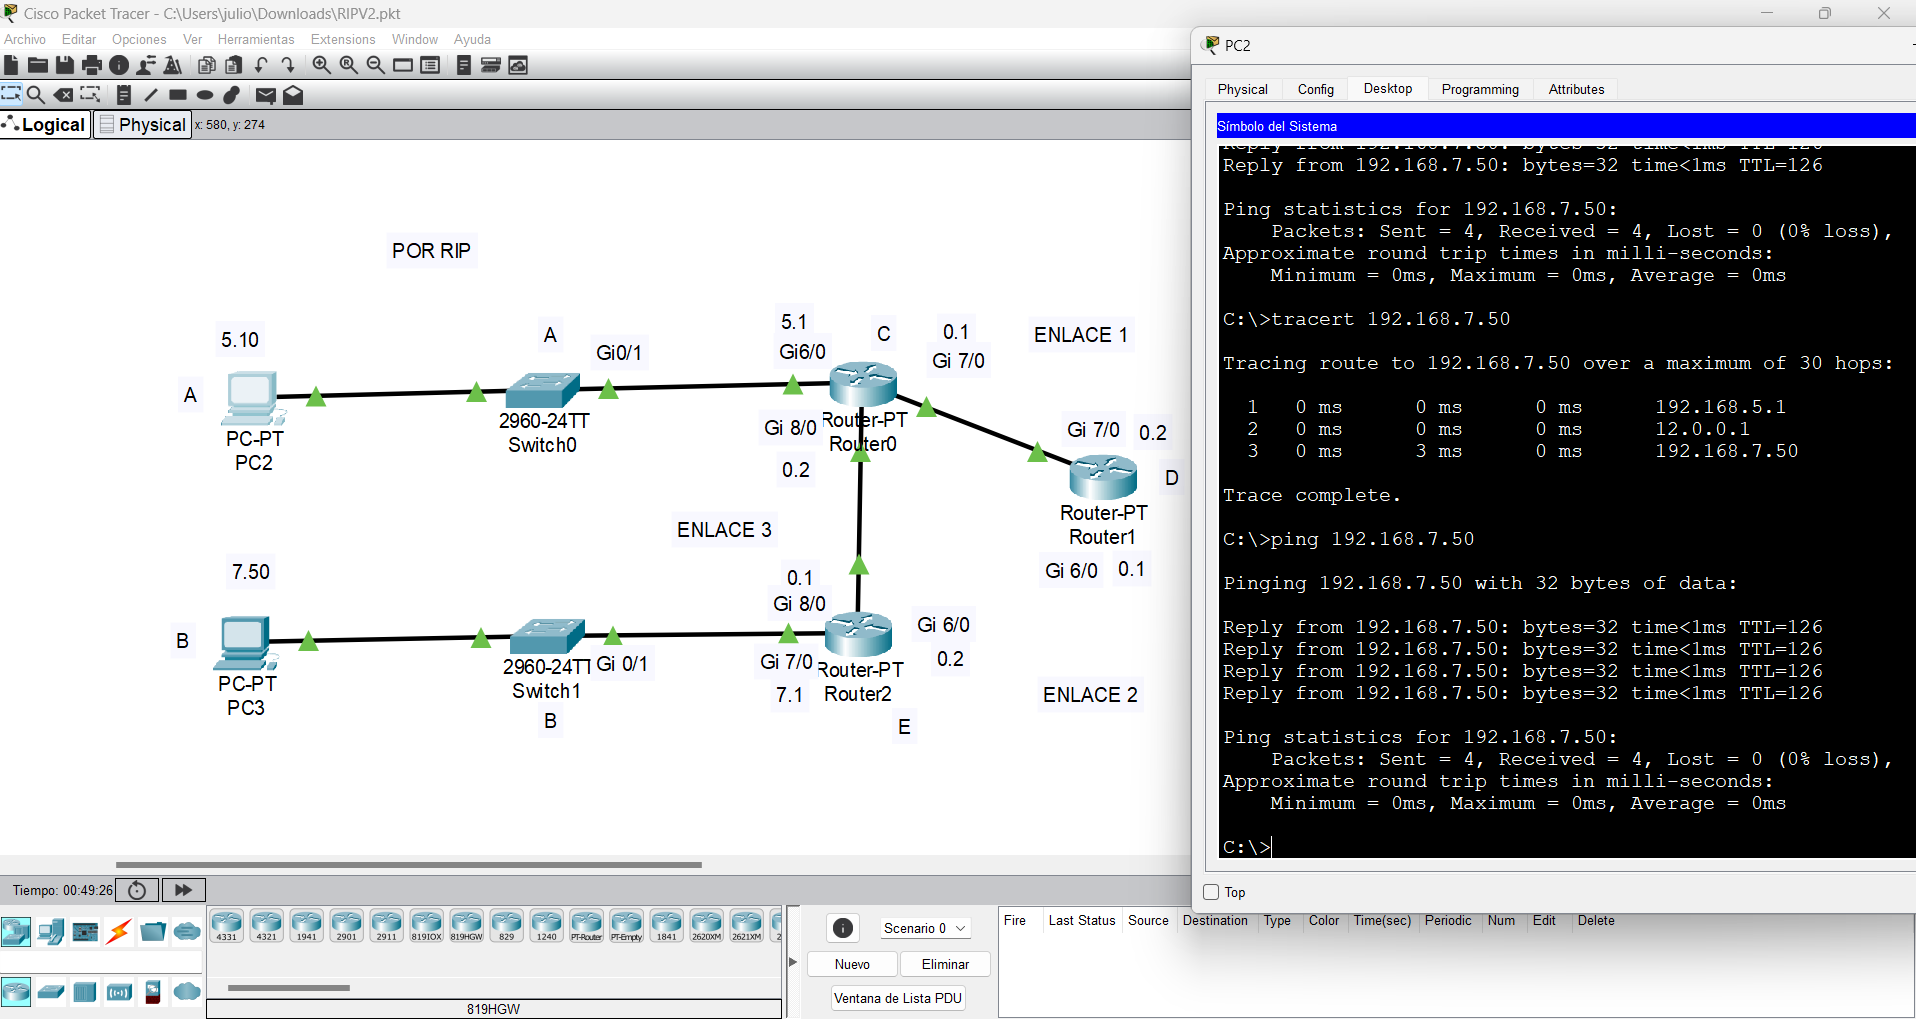 Cisco Packet Tracer - C:\Users\julio\Downloads\RIPV2.pkt
Archivo Editar Opciones Ver Herramientas Extensions Window Ayuda
Logical Physical x: 580, y: 274
POR RIP
5.10
A
Gi0/1
5.1
Gi6/0
C
0.1
Gi 7/0
ENLACE 1
A
PC-PT
PC2
2960-24TT
Switch0
Gi 8/0
Router-PT
Router0
0.2
Gi 7/0
0.2
D
Router-PT
Router1
Gi 6/0
0.1
ENLACE 3
7.50
0.1
Gi 8/0
B
PC-PT
PC3
2960-24TT
Switch1
Gi 0/1
B
Gi 7/0
7.1
Router-PT
Router2
Gi 6/0
0.2
E
ENLACE 2
PC2
Physical Config Desktop Programming Attributes
Símbolo del Sistema
Reply from 192.168.7.50: bytes=32 time<1ms TTL=126
Reply from 192.168.7.50: bytes=32 time<1ms TTL=126
Ping statistics for 192.168.7.50:
Packets: Sent = 4, Received = 4, Lost = 0 (0% loss),
Approximate round trip times in milli-seconds:
Minimum = 0ms, Maximum = 0ms, Average = 0ms
C:\>tracert 192.168.7.50
Tracing route to 192.168.7.50 over a maximum of 30 hops:
1 0 ms 0 ms 0 ms 192.168.5.1
2 0 ms 0 ms 0 ms 12.0.0.1
3 0 ms 3 ms 0 ms 192.168.7.50
Trace complete.
C:\>ping 192.168.7.50
Pinging 192.168.7.50 with 32 bytes of data:
Reply from 192.168.7.50: bytes=32 time<1ms TTL=126
Reply from 192.168.7.50: bytes=32 time<1ms TTL=126
Reply from 192.168.7.50: bytes=32 time<1ms TTL=126
Reply from 192.168.7.50: bytes=32 time<1ms TTL=126
Ping statistics for 192.168.7.50:
Packets: Sent = 4, Received = 4, Lost = 0 (0% loss),
Approximate round trip times in milli-seconds:
Minimum = 0ms, Maximum = 0ms, Average = 0ms
C:\>
Top
Tiempo: 00:49:26
4331 4321 1941 2901 2911 819IOX 819HGW 829 1240 PT-Router PT-Empty 1841 2620XM 2621XM 2
819HGW
Scenario 0
Nuevo Eliminar
Ventana de Lista PDU
Fire Last Status Source Destination Type Color Time(sec) Periodic Num Edit Delete